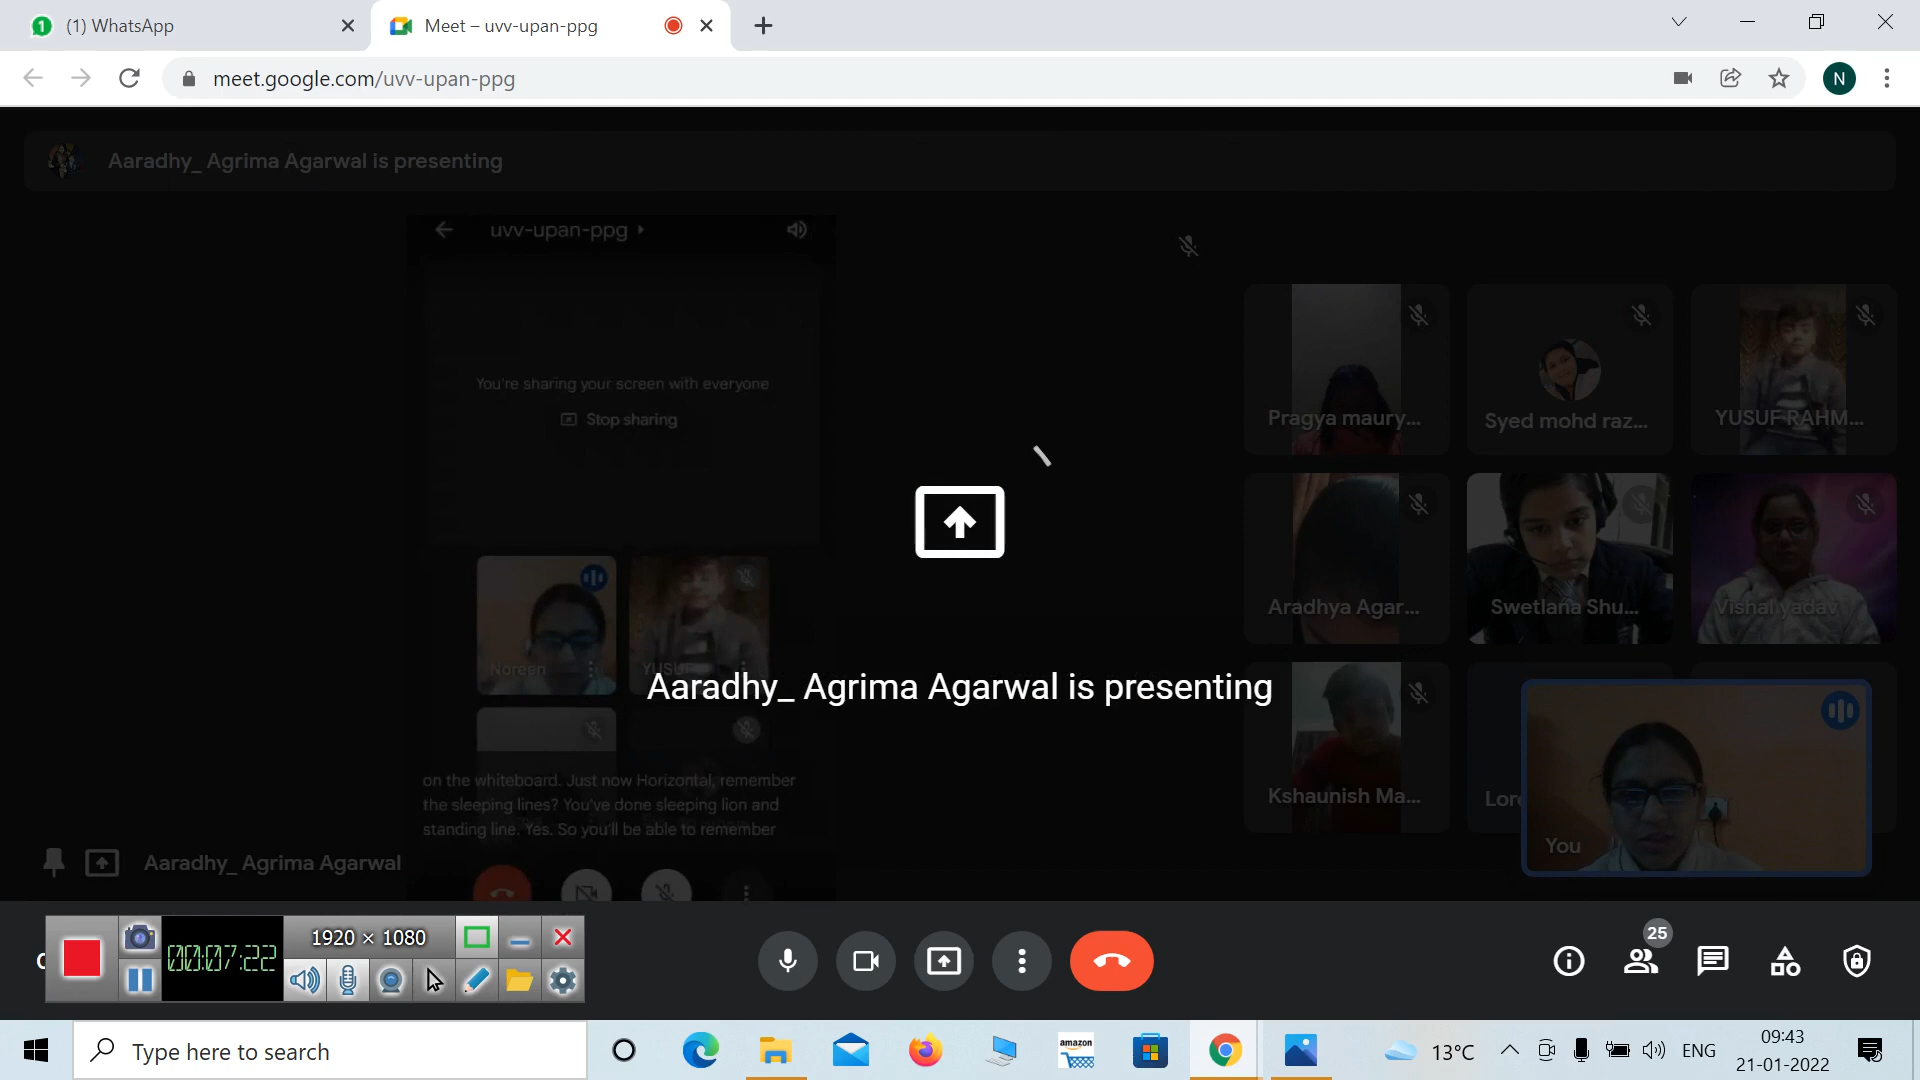 (1) WhatsApp
Meet – uvv-upan-ppg
meet.google.com/uvv-upan-ppg
N
Aaradhy_ Agrima Agarwal is presenting
uvv-upan-ppg
You're sharing your screen with everyone
Stop sharing
Pragya maury...
Syed mohd raz...
YUSUF RAHM...
Aradhya Agar...
Swetlana Shu...
Vishal yadav
Noreen
YUSUF
Aaradhy_ Agrima Agarwal is presenting
on the whiteboard. Just now Horizontal, remember
the sleeping lines? You've done sleeping lion and
standing line. Yes. So you'll be able to remember
Kshaunish Ma...
You
Aaradhy_ Agrima Agarwal
00:07:22
1920 × 1080
25
Type here to search
amazon
13°C
ENG
09:43
21-01-2022